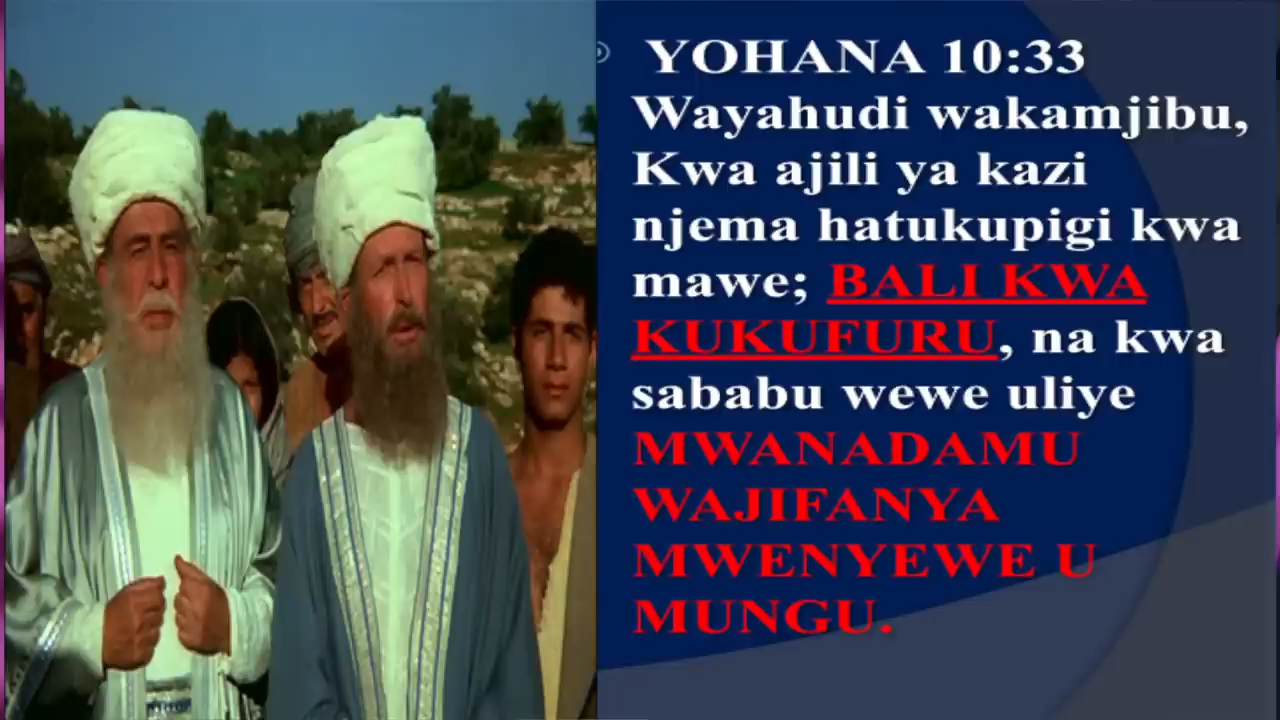 YOHANA 10:33
Wayahudi wakamjibu,
Kwa ajili ya kazi
njema hatukupigi kwa
mawe; BALI KWA
KUKUFURU, na kwa
sababu wewe uliye
MWANADAMU
WAJIFANYA
MWENYEWE U
MUNGU.